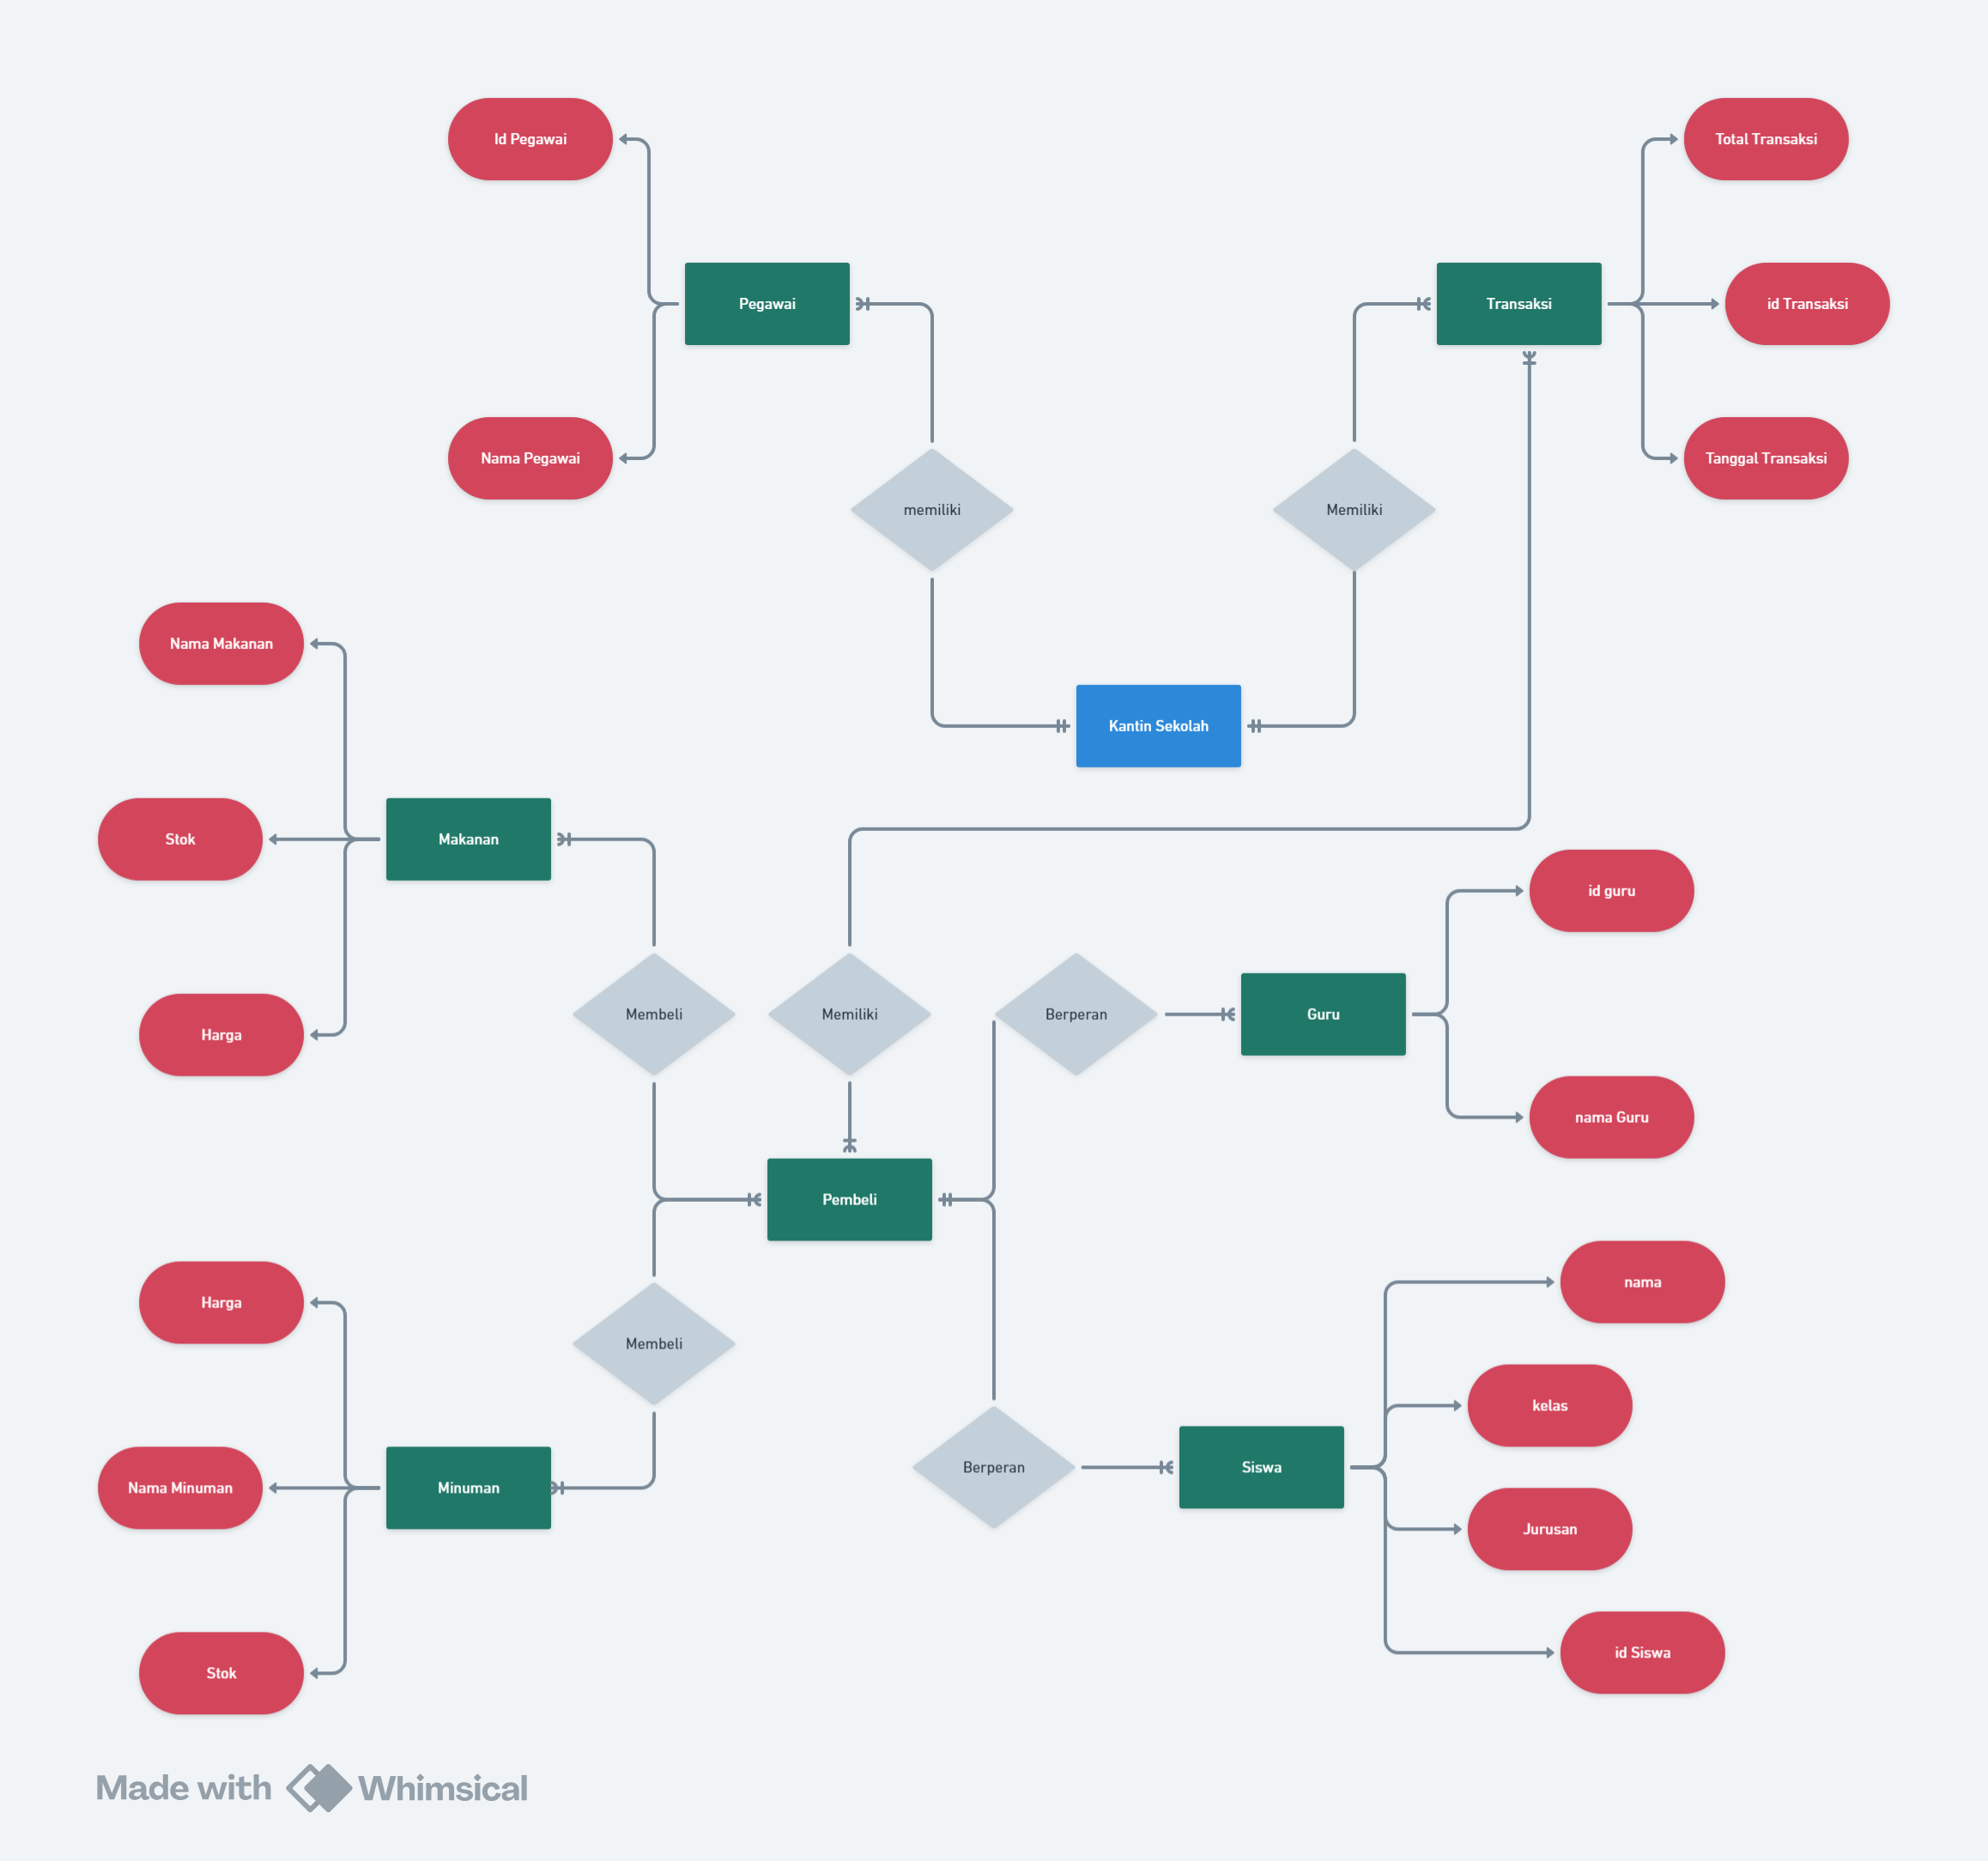 Id Pegawai
Total Transaksi
Pegawai
Transaksi
id Transaksi
Nama Pegawai
Tanggal Transaksi
memiliki
Memiliki
Nama Makanan
Kantin Sekolah
Stok
Makanan
id guru
Harga
Membeli
Memiliki
Berperan
Guru
nama Guru
Pembeli
nama
Harga
Membeli
kelas
Nama Minuman
Minuman
Berperan
Siswa
Jurusan
Stok
id Siswa
Made with Whimsical